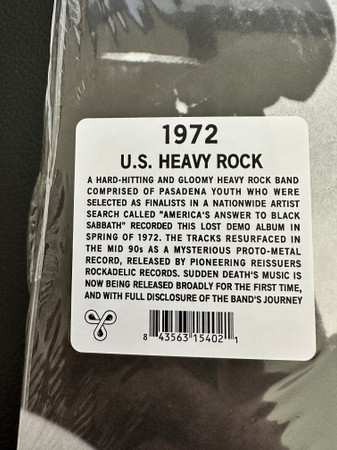 1972
U.S. HEAVY ROCK
A HARD-HITTING AND GLOOMY HEAVY ROCK BAND
COMPRISED OF PASADENA YOUTH WHO WERE
SELECTED AS FINALISTS IN A NATIONWIDE ARTIST
SEARCH CALLED "AMERICA'S ANSWER TO BLACK
SABBATH" RECORDED THIS LOST DEMO ALBUM IN
SPRING OF 1972. THE TRACKS RESURFACED IN
THE MID 90s AS A MYSTERIOUS PROTO-METAL
RECORD, RELEASED BY PIONEERING REISSUERS
ROCKADELIC RECORDS. SUDDEN DEATH'S MUSIC IS
NOW BEING RELEASED BROADLY FOR THE FIRST TIME,
AND WITH FULL DISCLOSURE OF THE BAND'S JOURNEY
8 43563 15402 1